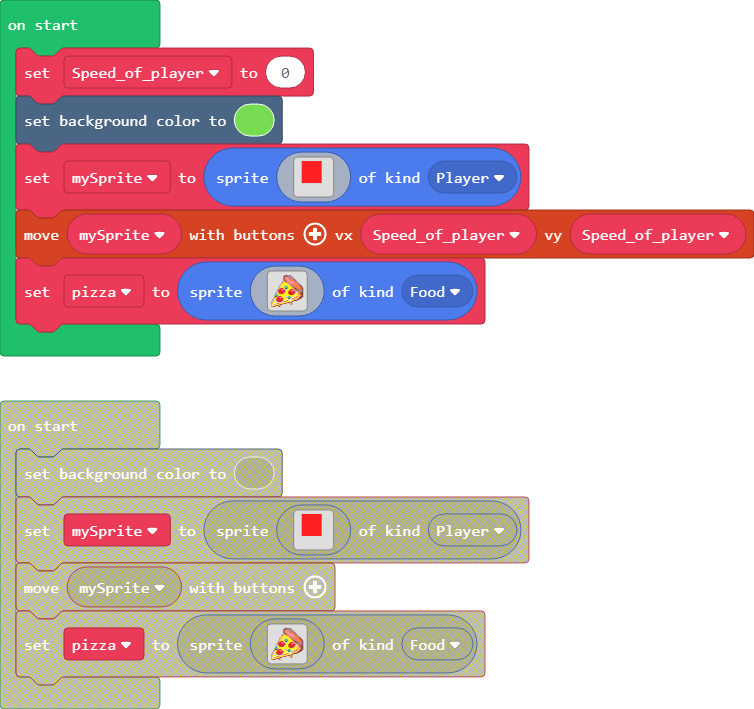 on start
set Speed_of_player to 0
set background color to
set mySprite to sprite of kind Player
move mySprite with buttons vx Speed_of_player vy Speed_of_player
set pizza to sprite of kind Food
on start
set background color to
set mySprite to sprite of kind Player
move mySprite with buttons
set pizza to sprite of kind Food